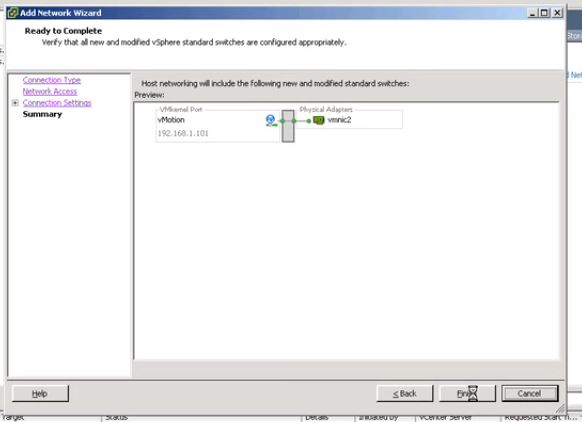 Add Network Wizard
Ready to Complete
Verify that all new and modified vSphere standard switches are configured appropriately.
Stor
Connection Type
Network Access
Connection Settings
Summary
Host networking will include the following new and modified standard switches:
Preview:
VMkernel Port
Physical Adapters
vMotion
vmnic2
192.168.1.101
Help
< Back
Cancel
Target
Status
Details
Initiated by
vCenter Server
Requested Start Ti...